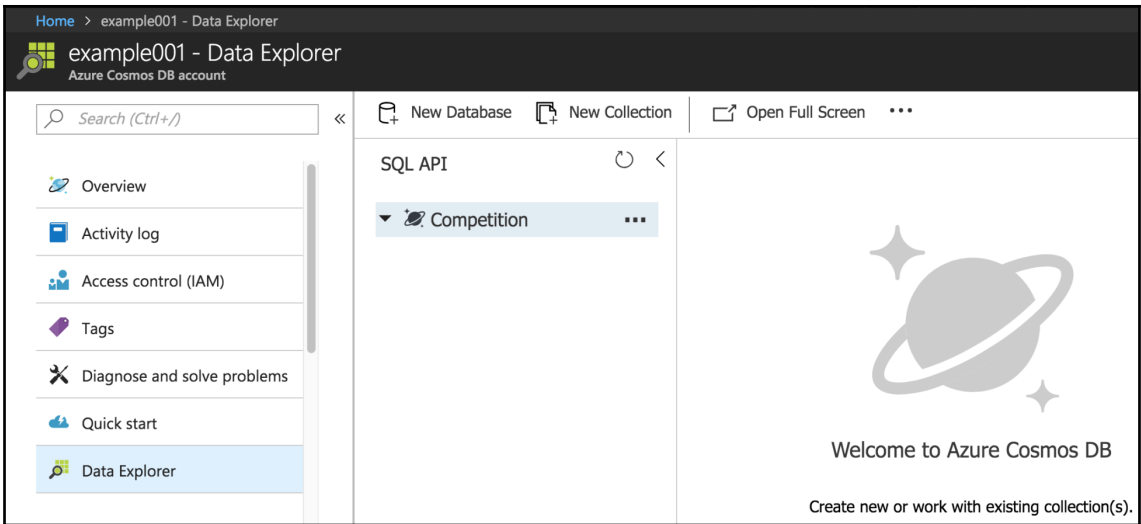 Home > example001 - Data Explorer
example001 - Data Explorer
Azure Cosmos DB account
Search (Ctrl+/)
«
New Database
New Collection
Open Full Screen
...
Overview
Activity log
Access control (IAM)
Tags
Diagnose and solve problems
Quick start
Data Explorer
SQL API
Competition
...
Welcome to Azure Cosmos DB
Create new or work with existing collection(s).